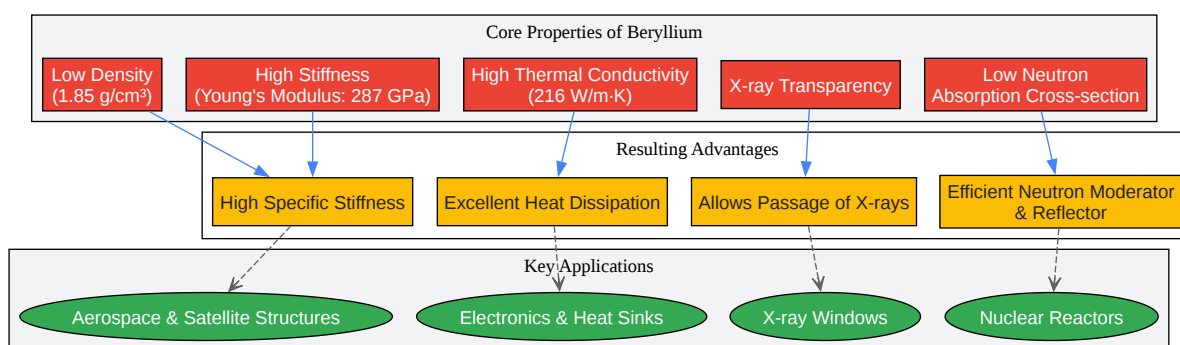 Core Properties of Beryllium
Low Density
(1.85 g/cm³)
High Stiffness
(Young's Modulus: 287 GPa)
High Thermal Conductivity
(216 W/m·K)
X-ray Transparency
Low Neutron
Absorption Cross-section
Resulting Advantages
High Specific Stiffness
Excellent Heat Dissipation
Allows Passage of X-rays
Efficient Neutron Moderator
& Reflector
Key Applications
Aerospace & Satellite Structures
Electronics & Heat Sinks
X-ray Windows
Nuclear Reactors